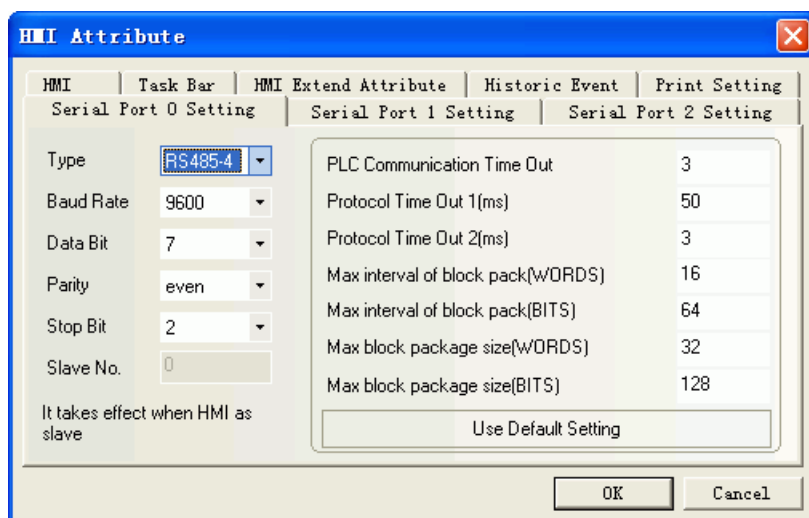 HMI Attribute
HMI
Task Bar
HMI Extend Attribute
Historic Event
Print Setting
Serial Port 0 Setting
Serial Port 1 Setting
Serial Port 2 Setting
Type RS485-4
Baud Rate 9600
Data Bit 7
Parity even
Stop Bit 2
Slave No. 0
It takes effect when HMI as
slave
PLC Communication Time Out 3
Protocol Time Out 1(ms) 50
Protocol Time Out 2(ms) 3
Max interval of block pack(WORDS) 16
Max interval of block pack(BITS) 64
Max block package size(WORDS) 32
Max block package size(BITS) 128
Use Default Setting
OK
Cancel